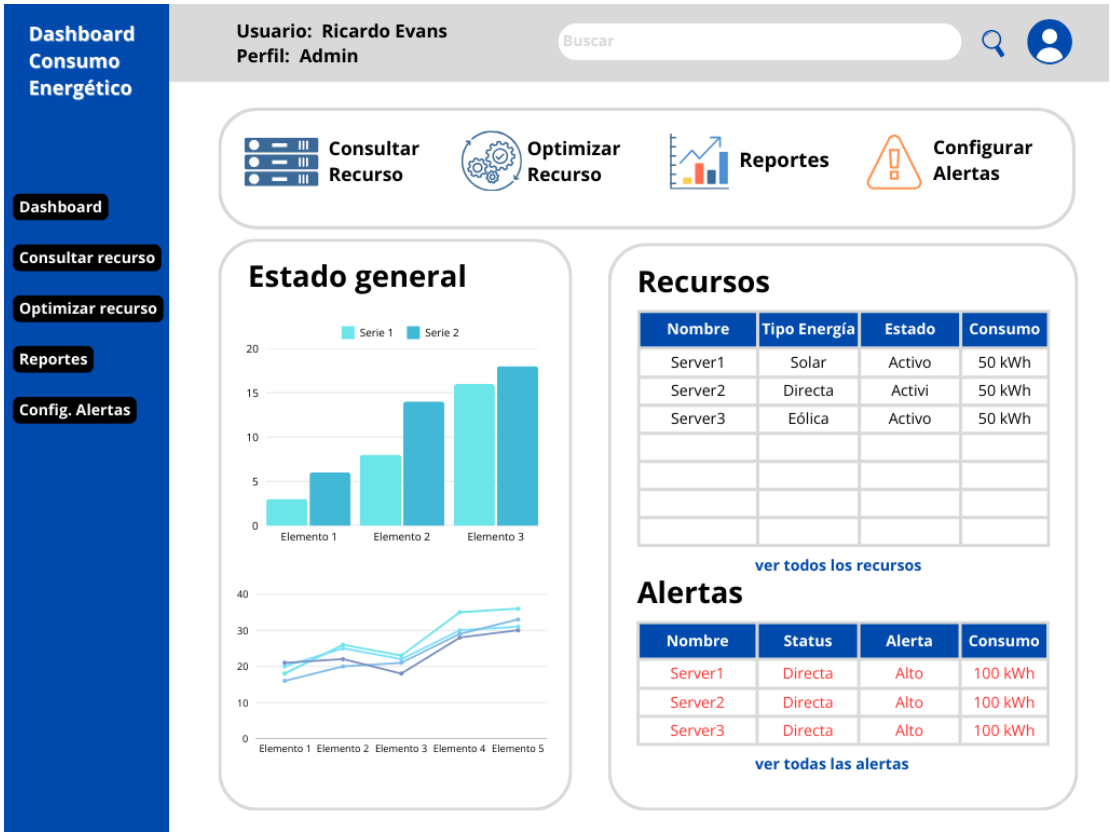 Dashboard
Consumo
Energético
Usuario: Ricardo Evans
Perfil: Admin
Buscar
Dashboard
Consultar recurso
Optimizar recurso
Reportes
Config. Alertas
Consultar
Recurso
Optimizar
Recurso
Reportes
Configurar
Alertas
Estado general
Serie 1 Serie 2
20
15
10
5
0
Elemento 1 Elemento 2 Elemento 3
40
30
20
10
0
Elemento 1 Elemento 2 Elemento 3 Elemento 4 Elemento 5
Recursos
Nombre Tipo Energía Estado Consumo
Server1 Solar Activo 50 kWh
Server2 Directa Activi 50 kWh
Server3 Eólica Activo 50 kWh
ver todos los recursos
Alertas
Nombre Status Alerta Consumo
Server1 Directa Alto 100 kWh
Server2 Directa Alto 100 kWh
Server3 Directa Alto 100 kWh
ver todas las alertas